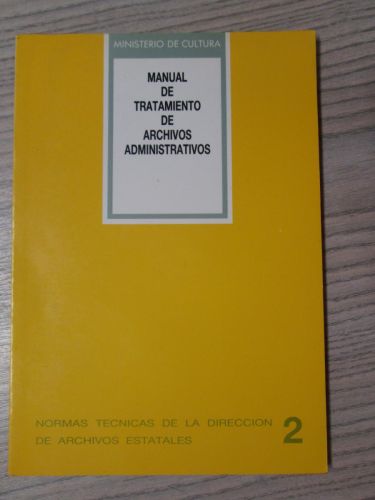 MINISTERIO DE CULTURA
MANUAL
DE
TRATAMIENTO
DE
ARCHIVOS
ADMINISTRATIVOS
NORMAS TECNICAS DE LA DIRECCION
DE ARCHIVOS ESTATALES
2